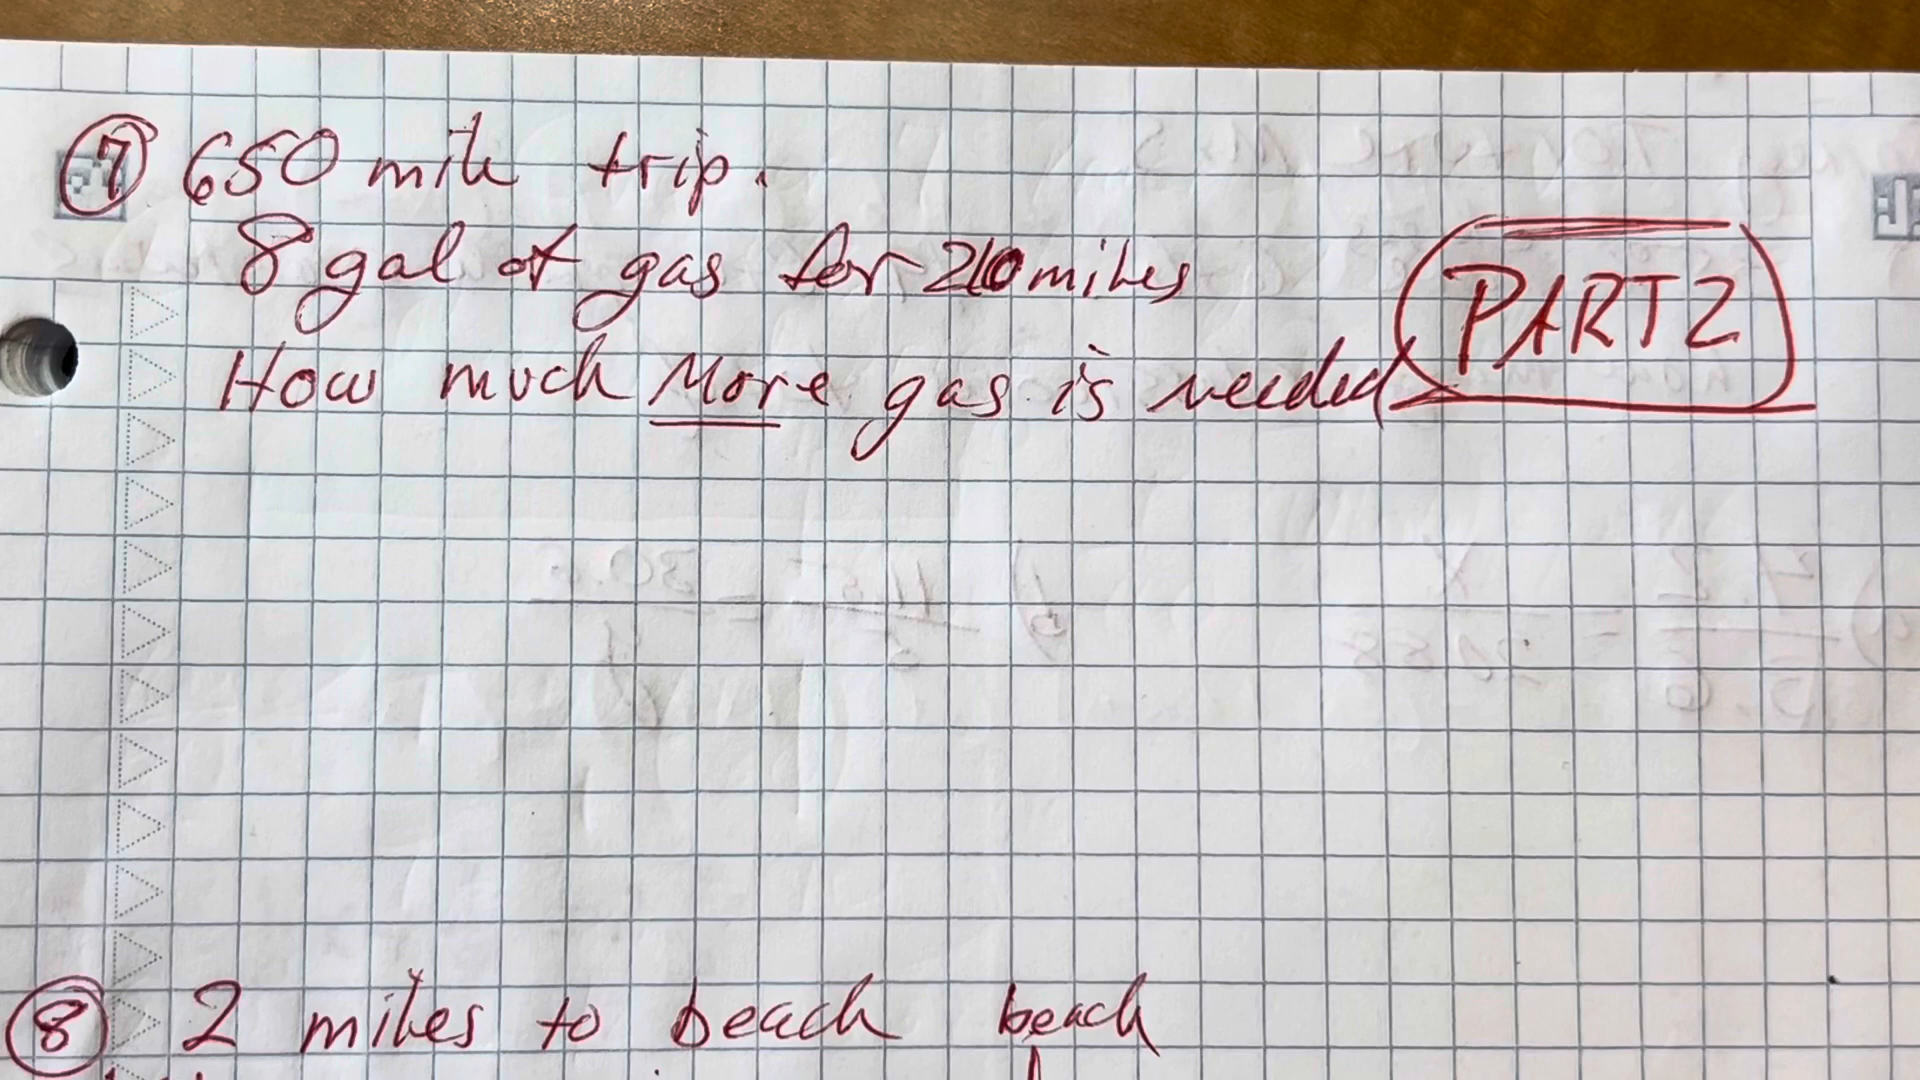 ⑦ 650 mile trip.
8 gal of gas for 210 miles
How much More gas is needed
PART 2
⑧ 2 miles to beach beach